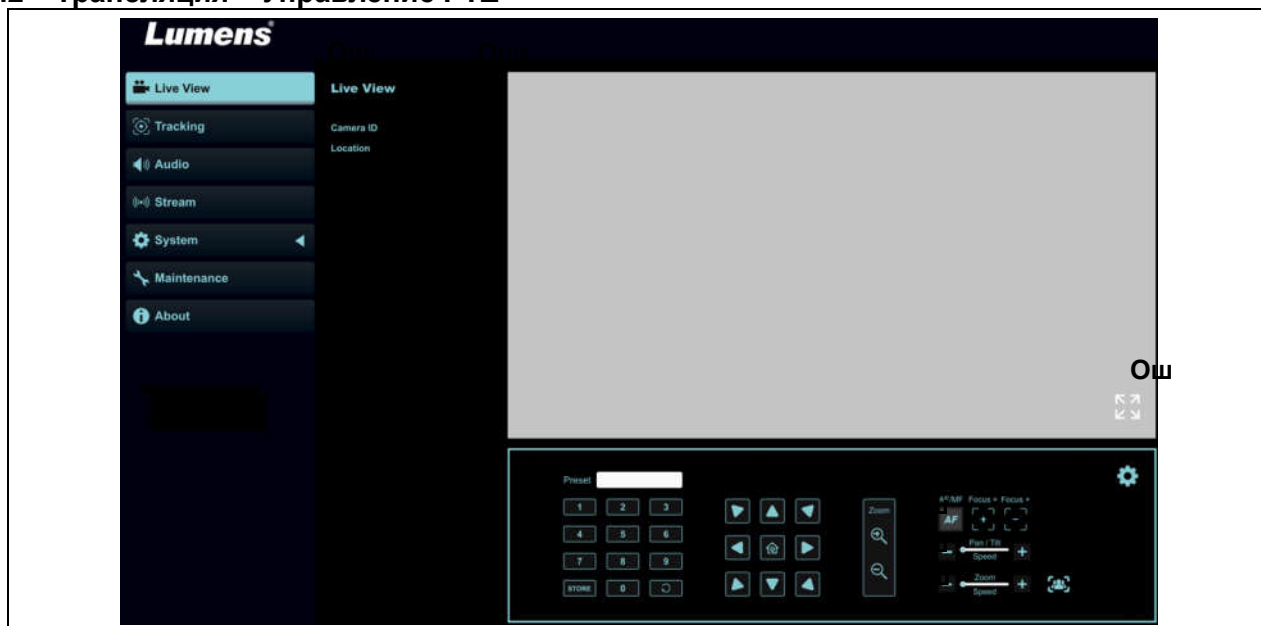 Трансляция – Управление PTZ
Lumens
Ош
Live View
Live View
Tracking
Camera ID
Location
Audio
Stream
System
Maintenance
About
Ош
Preset
1 2 3
4 5 6
7 8 9
STORE 0
Zoom
AF/MF Focus + Focus +
AF
Pan / Tilt
Speed
Zoom
Speed